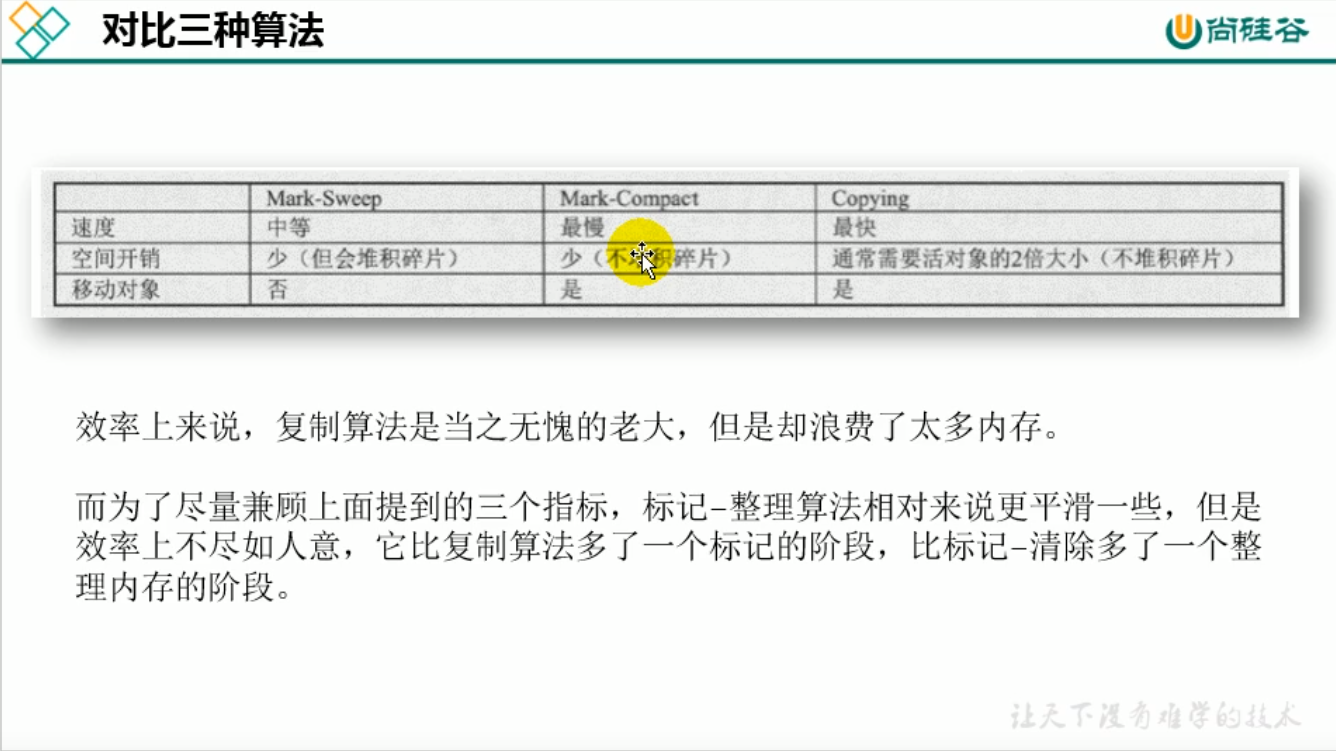 对比三种算法
尚硅谷
Mark-Sweep Mark-Compact Copying
速度 中等 最慢 最快
空间开销 少（但会堆积碎片） 少（不堆积碎片） 通常需要活对象的2倍大小（不堆积碎片）
移动对象 否 是 是
效率上来说，复制算法是当之无愧的老大，但是却浪费了太多内存。
而为了尽量兼顾上面提到的三个指标，标记-整理算法相对来说更平滑一些，但是
效率上不尽如人意，它比复制算法多了一个标记的阶段，比标记-清除多了一个整
理内存的阶段。
让天下没有难学的技术